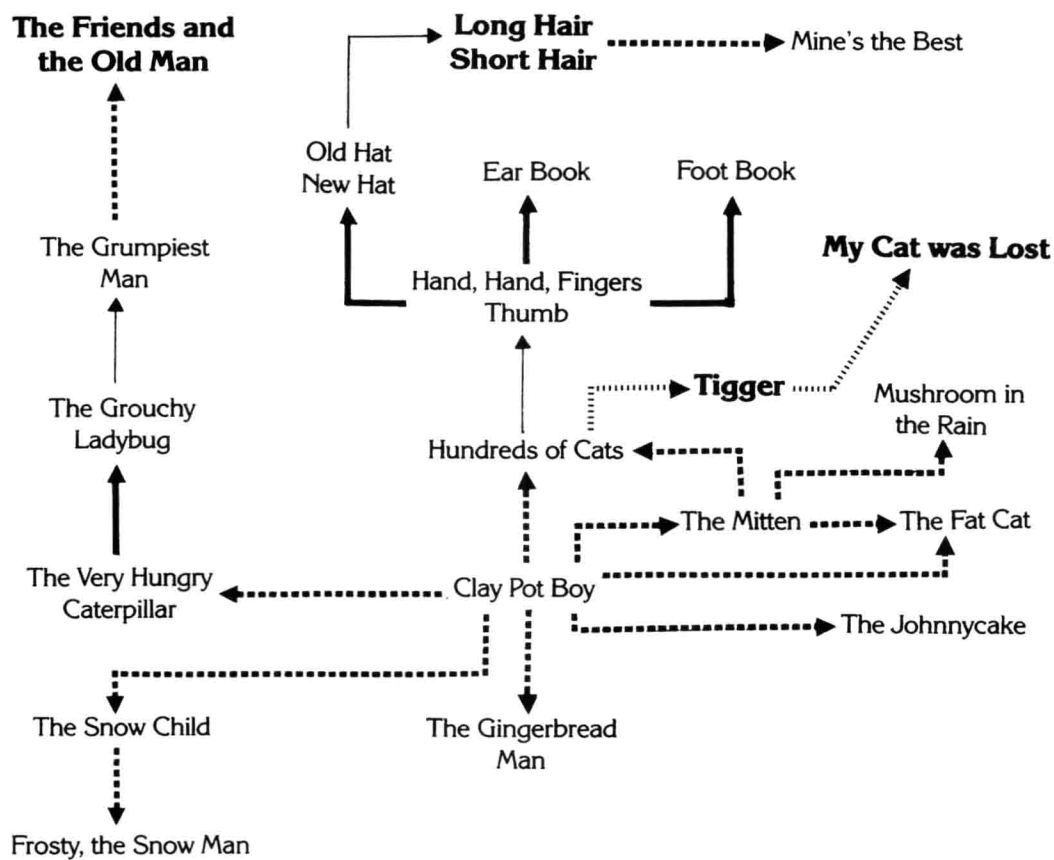 The Friends and
the Old Man
Long Hair
Short Hair
Mine's the Best
Old Hat
New Hat
Ear Book
Foot Book
The Grumpiest
Man
Hand, Hand, Fingers
Thumb
My Cat was Lost
The Grouchy
Ladybug
Tigger
Mushroom in
the Rain
Hundreds of Cats
The Mitten
The Fat Cat
The Very Hungry
Caterpillar
Clay Pot Boy
The Johnnycake
The Snow Child
The Gingerbread
Man
Frosty, the Snow Man